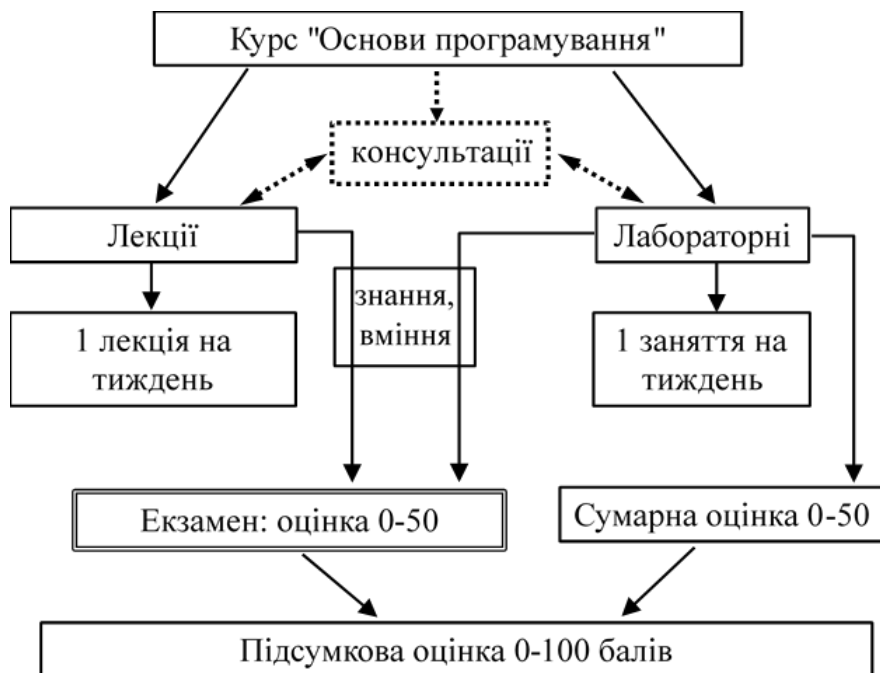 Курс "Основи програмування"
консультації
Лекції
Лабораторні
знання,
вміння
1 лекція на
тиждень
1 заняття на
тиждень
Екзамен: оцінка 0-50
Сумарна оцінка 0-50
Підсумкова оцінка 0-100 балів